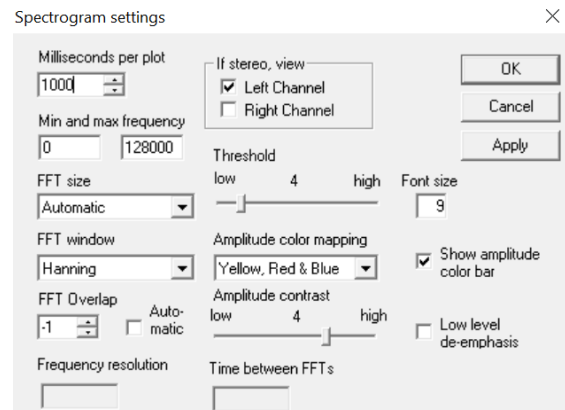 Spectrogram settings
Milliseconds per plot
1000
If stereo, view
Left Channel
Right Channel
OK
Cancel
Apply
Min and max frequency
0 128000
Threshold
low 4 high
Font size
9
FFT size
Automatic
FFT window
Hanning
Amplitude color mapping
Yellow, Red & Blue
Show amplitude
color bar
FFT Overlap
-1
Auto-
matic
Amplitude contrast
low 4 high
Low level
de-emphasis
Frequency resolution
Time between FFTs